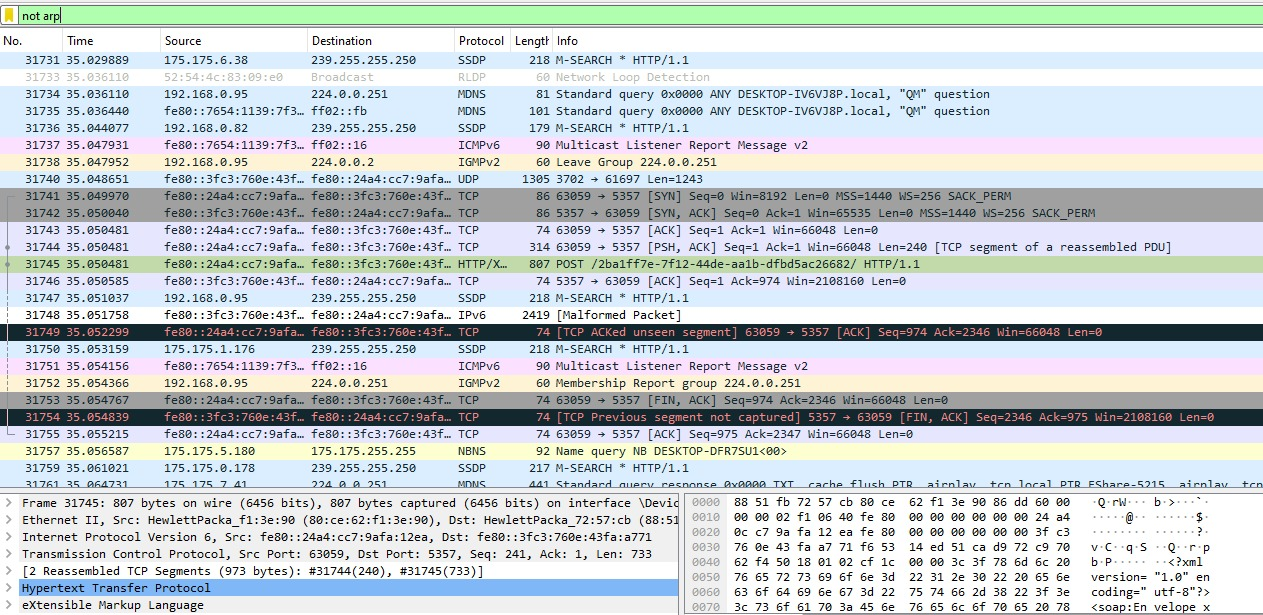 not arp
No. Time Source Destination Protocol Length Info
31731 35.029889 175.175.6.38 239.255.255.250 SSDP 218 M-SEARCH * HTTP/1.1
31733 35.036110 52:54:4c:83:09:e0 Broadcast RLDP 60 Network Loop Detection
31734 35.036110 192.168.0.95 224.0.0.251 MDNS 81 Standard query 0x0000 ANY DESKTOP-IV6VJ8P.local, "QM" question
31735 35.036440 fe80::7654:1139:7f3… ff02::fb MDNS 101 Standard query 0x0000 ANY DESKTOP-IV6VJ8P.local, "QM" question
31736 35.044077 192.168.0.82 239.255.255.250 SSDP 179 M-SEARCH * HTTP/1.1
31737 35.047931 fe80::7654:1139:7f3… ff02::16 ICMPv6 90 Multicast Listener Report Message v2
31738 35.047952 192.168.0.95 224.0.0.2 IGMPv2 60 Leave Group 224.0.0.251
31740 35.048651 fe80::3fc3:760e:43f… fe80::24a4:cc7:9afa… UDP 1305 3702 → 61697 Len=1243
31741 35.049970 fe80::24a4:cc7:9afa… fe80::3fc3:760e:43f… TCP 86 63059 → 5357 [SYN] Seq=0 Win=8192 Len=0 MSS=1440 WS=256 SACK_PERM
31742 35.050040 fe80::3fc3:760e:43f… fe80::24a4:cc7:9afa… TCP 86 5357 → 63059 [SYN, ACK] Seq=0 Ack=1 Win=65535 Len=0 MSS=1440 WS=256 SACK_PERM
31743 35.050481 fe80::24a4:cc7:9afa… fe80::3fc3:760e:43f… TCP 74 63059 → 5357 [ACK] Seq=1 Ack=1 Win=66048 Len=0
31744 35.050481 fe80::24a4:cc7:9afa… fe80::3fc3:760e:43f… TCP 314 63059 → 5357 [PSH, ACK] Seq=1 Ack=1 Win=66048 Len=240 [TCP segment of a reassembled PDU]
31745 35.050481 fe80::24a4:cc7:9afa… fe80::3fc3:760e:43f… HTTP/X… 807 POST /2ba1ff7e-7f12-44de-aa1b-dfbd5ac26682/ HTTP/1.1
31746 35.050585 fe80::3fc3:760e:43f… fe80::24a4:cc7:9afa… TCP 74 5357 → 63059 [ACK] Seq=1 Ack=974 Win=2108160 Len=0
31747 35.051037 192.168.0.95 239.255.255.250 SSDP 218 M-SEARCH * HTTP/1.1
31748 35.051758 fe80::3fc3:760e:43f… fe80::24a4:cc7:9afa… IPv6 2419 [Malformed Packet]
31749 35.052299 fe80::24a4:cc7:9afa… fe80::3fc3:760e:43f… TCP 74 [TCP ACKed unseen segment] 63059 → 5357 [ACK] Seq=974 Ack=2346 Win=66048 Len=0
31750 35.053159 175.175.1.176 239.255.255.250 SSDP 218 M-SEARCH * HTTP/1.1
31751 35.054156 fe80::7654:1139:7f3… ff02::16 ICMPv6 90 Multicast Listener Report Message v2
31752 35.054366 192.168.0.95 224.0.0.251 IGMPv2 60 Membership Report group 224.0.0.251
31753 35.054767 fe80::24a4:cc7:9afa… fe80::3fc3:760e:43f… TCP 74 63059 → 5357 [FIN, ACK] Seq=974 Ack=2346 Win=66048 Len=0
31754 35.054839 fe80::3fc3:760e:43f… fe80::24a4:cc7:9afa… TCP 74 [TCP Previous segment not captured] 5357 → 63059 [FIN, ACK] Seq=2346 Ack=975 Win=2108160 Len=0
31755 35.055215 fe80::24a4:cc7:9afa… fe80::3fc3:760e:43f… TCP 74 63059 → 5357 [ACK] Seq=975 Ack=2347 Win=66048 Len=0
31757 35.056587 175.175.5.180 175.175.255.255 NBNS 92 Name query NB DESKTOP-DFR7SU1<00>
31759 35.061021 175.175.0.178 239.255.255.250 SSDP 217 M-SEARCH * HTTP/1.1
31761 35.064731 175.175.7.41 224.0.0.251 MDNS 441 Standard query response 0x0000 TXT, cache flush PTR _airplay._tcp.local PTR EShare-5215._airplay._tcp
Frame 31745: 807 bytes on wire (6456 bits), 807 bytes captured (6456 bits) on interface \Devic
Ethernet II, Src: HewlettPacka_f1:3e:90 (80:ce:62:f1:3e:90), Dst: HewlettPacka_72:57:cb (88:51
Internet Protocol Version 6, Src: fe80::24a4:cc7:9afa:12ea, Dst: fe80::3fc3:760e:43fa:a771
Transmission Control Protocol, Src Port: 63059, Dst Port: 5357, Seq: 241, Ack: 1, Len: 733
[2 Reassembled TCP Segments (973 bytes): #31744(240), #31745(733)]
Hypertext Transfer Protocol
eXtensible Markup Language
0000 88 51 fb 72 57 cb 80 ce 62 f1 3e 90 86 dd 60 00 ·Q·rW··· b·>···`·
0010 00 00 02 f1 06 40 fe 80 00 00 00 00 00 00 24 a4 ·····@·· ······$·
0020 0c c7 9a fa 12 ea fe 80 00 00 00 00 00 00 3f c3 ········ ······?·
0030 76 0e 43 fa a7 71 f6 53 14 ed 51 ca d9 72 c9 70 v·C··q·S ··Q··r·p
0040 62 f4 50 18 01 02 cf 1c 00 00 3c 3f 78 6d 6c 20 b·P····· ··<?xml
0050 76 65 72 73 69 6f 6e 3d 22 31 2e 30 22 20 65 6e version= "1.0" en
0060 63 6f 64 69 6e 67 3d 22 75 74 66 2d 38 22 3f 3e coding=" utf-8"?>
0070 3c 73 6f 61 70 3a 45 6e 76 65 6c 6f 70 65 20 78 <soap:En velope x